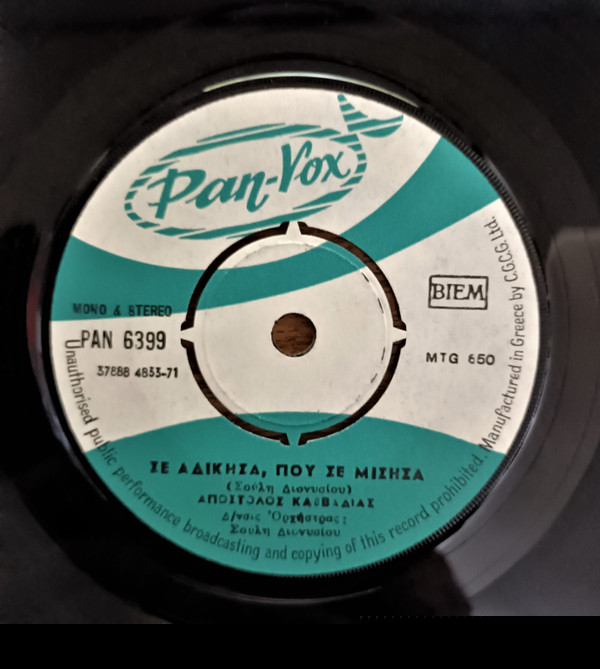 Pan-Vox
MONO & STEREO
PAN 6399
37888 4833-71
BIEM
MTG 650
ΣΕ ΑΔΙΚΗΣΑ, ΠΟΥ ΣΕ ΜΙΣΗΣΑ
(Σούλη Διονυσίου)
ΑΠΟΣΤΟΛΟΣ ΚΑΒΒΑΔΙΑΣ
Δ/νσις Ὀρχήστρας:
Σούλη Διονυσίου
Unauthorised public performance broadcasting and copying of this record prohibited. Manufactured in Greece by C.G.C.G. Ltd.